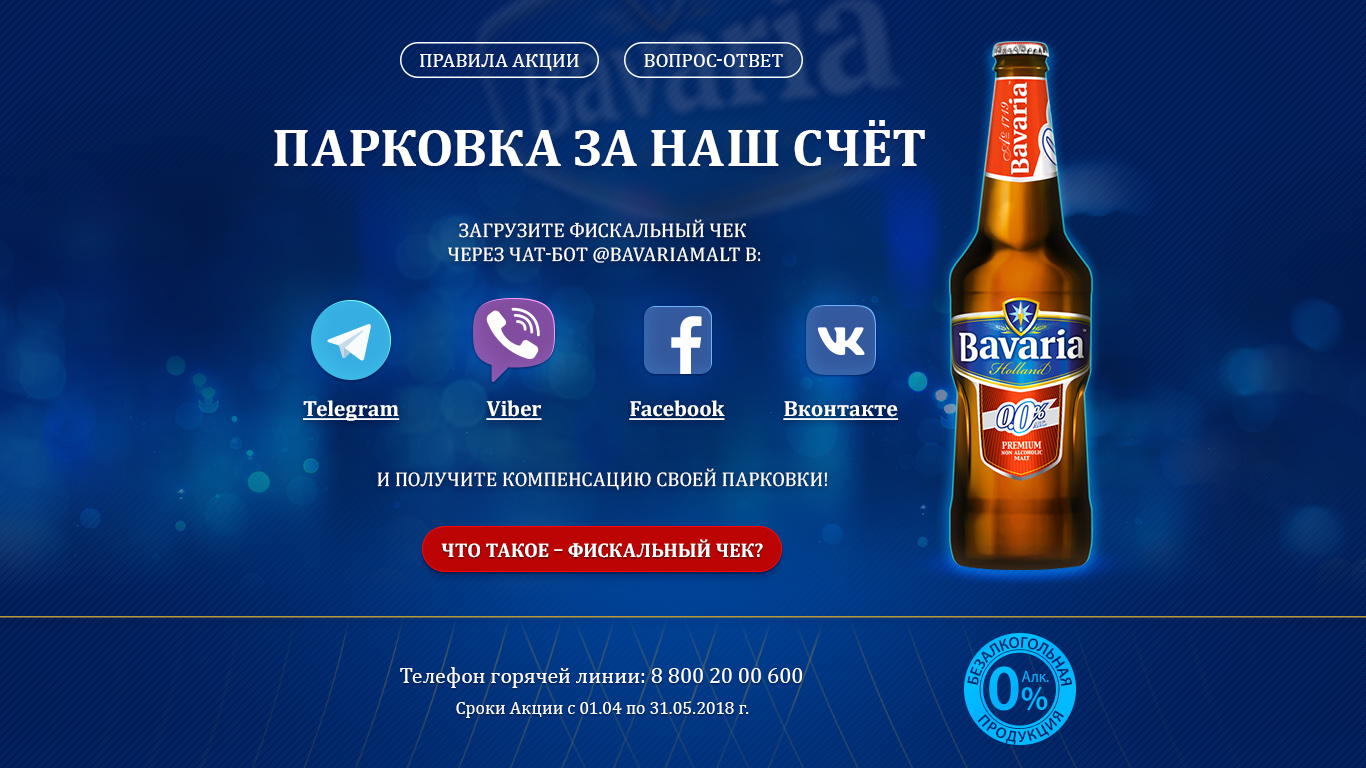 Bavaria
ПРАВИЛА АКЦИИ
ВОПРОС-ОТВЕТ
ПАРКОВКА ЗА НАШ СЧЁТ
ЗАГРУЗИТЕ ФИСКАЛЬНЫЙ ЧЕК
ЧЕРЕЗ ЧАТ-БОТ @BAVARIAMALT В:
Telegram
Viber
Facebook
Вконтакте
И ПОЛУЧИТЕ КОМПЕНСАЦИЮ СВОЕЙ ПАРКОВКИ!
ЧТО ТАКОЕ – ФИСКАЛЬНЫЙ ЧЕК?
Aº 1719
Bavaria
Bavaria
Holland
0.0%
PREMIUM
NON ALCOHOLIC
MALT
Телефон горячей линии: 8 800 20 00 600
Сроки Акции с 01.04 по 31.05.2018 г.
БЕЗАЛКОГОЛЬНАЯ
0 Алк.
%
ПРОДУКЦИЯ